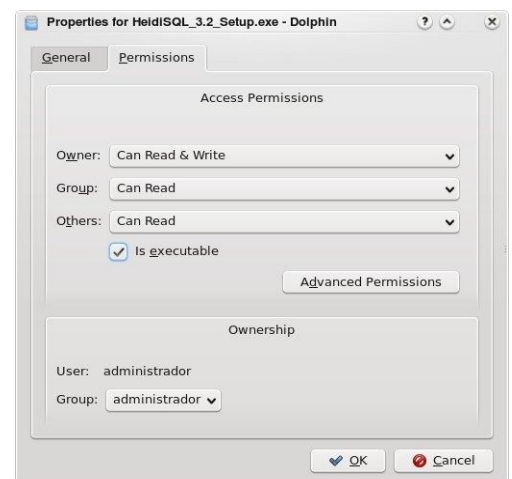 Properties for HeidiSQL_3.2_Setup.exe - Dolphin
General Permissions
Access Permissions
Owner: Can Read & Write
Group: Can Read
Others: Can Read
Is executable
Advanced Permissions
Ownership
User: administrador
Group: administrador
OK Cancel